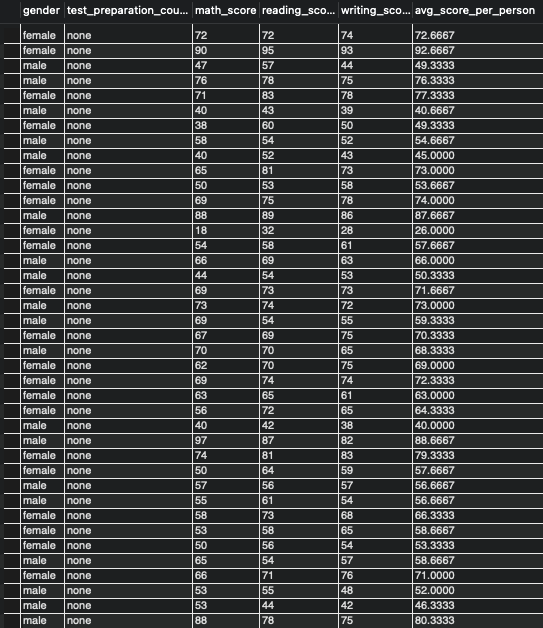 gender test_preparation_cou... math_score reading_sco... writing_sco... avg_score_per_person
female none 72 72 74 72.6667
female none 90 95 93 92.6667
male none 47 57 44 49.3333
male none 76 78 75 76.3333
female none 71 83 78 77.3333
male none 40 43 39 40.6667
female none 38 60 50 49.3333
male none 58 54 52 54.6667
male none 40 52 43 45.0000
female none 65 81 73 73.0000
female none 50 53 58 53.6667
female none 69 75 78 74.0000
male none 88 89 86 87.6667
female none 18 32 28 26.0000
female none 54 58 61 57.6667
male none 66 69 63 66.0000
male none 44 54 53 50.3333
female none 69 73 73 71.6667
male none 73 74 72 73.0000
male none 69 54 55 59.3333
female none 67 69 75 70.3333
male none 70 70 65 68.3333
female none 62 70 75 69.0000
female none 69 74 74 72.3333
female none 63 65 61 63.0000
female none 56 72 65 64.3333
male none 40 42 38 40.0000
male none 97 87 82 88.6667
female none 74 81 83 79.3333
female none 50 64 59 57.6667
male none 57 56 57 56.6667
male none 55 61 54 56.6667
female none 58 73 68 66.3333
female none 53 58 65 58.6667
female none 50 56 54 53.3333
male none 65 54 57 58.6667
female none 66 71 76 71.0000
male none 53 55 48 52.0000
male none 53 44 42 46.3333
male none 88 78 75 80.3333